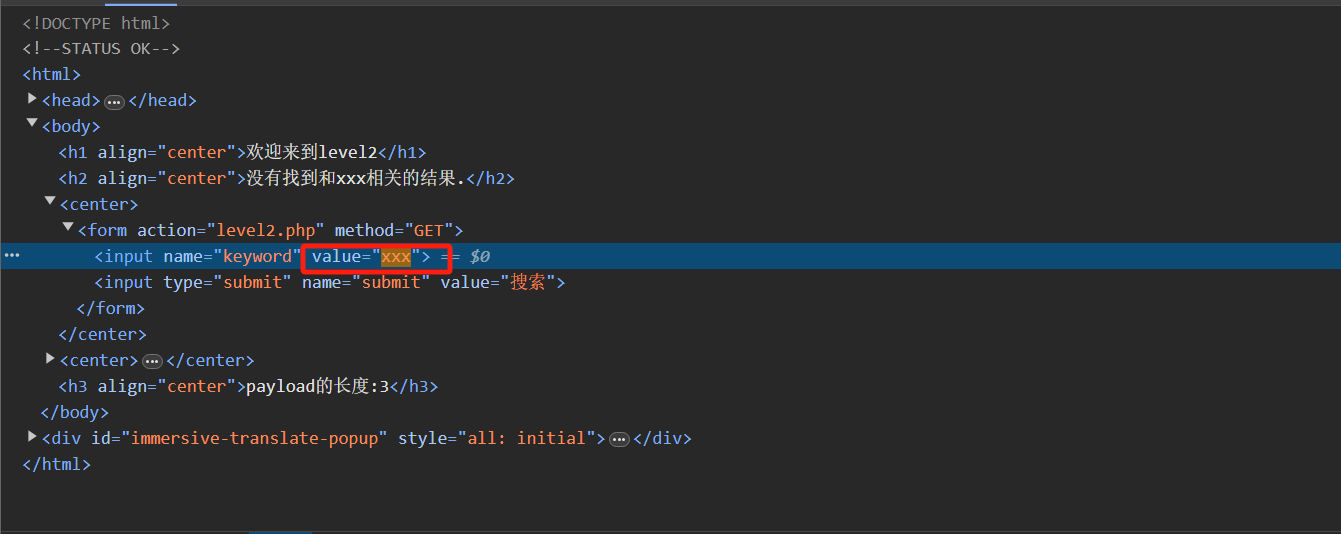 <!DOCTYPE html>
<!--STATUS OK-->
<html>
<head>…</head>
<body>
<h1 align="center">欢迎来到level2</h1>
<h2 align="center">没有找到和xxx相关的结果.</h2>
<center>
<form action="level2.php" method="GET">
… <input name="keyword" value="xxx"> == $0
<input type="submit" name="submit" value="搜索">
</form>
</center>
<center>…</center>
<h3 align="center">payload的长度:3</h3>
</body>
<div id="immersive-translate-popup" style="all: initial">…</div>
</html>